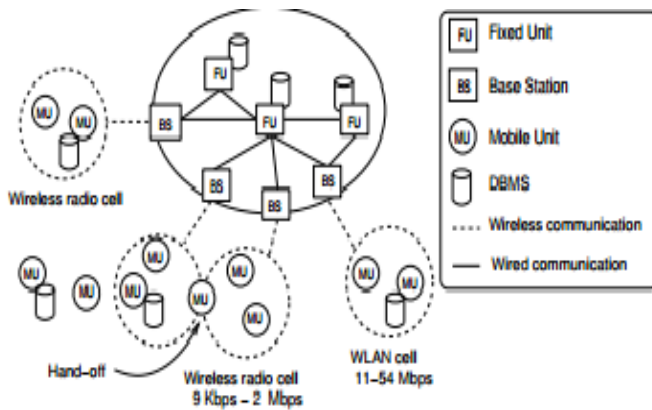 FU
FU
FU
BS
BS
BS
BS
MU
MU
Wireless radio cell
MU
MU
MU
MU
MU
MU
MU
MU
MU
Hand-off
Wireless radio cell
9 Kbps - 2 Mbps
WLAN cell
11-54 Mbps
FU Fixed Unit
BS Base Station
MU Mobile Unit
DBMS
Wireless communication
Wired communication